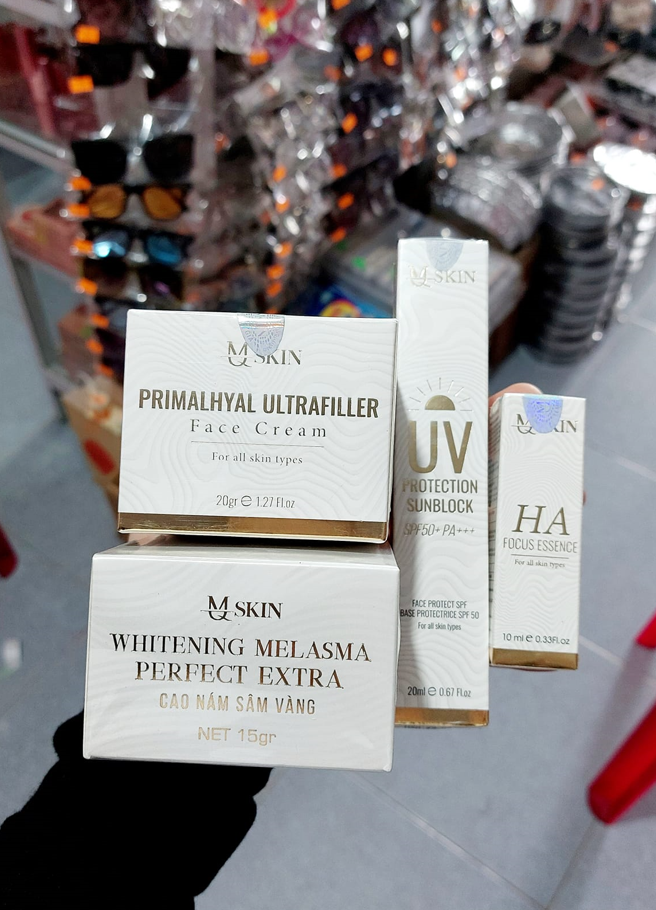 MQ SKIN
PRIMALHYAL ULTRAFILLER
Face Cream
For all skin types
20gr ℮ 1.27 Fl.oz
MQ SKIN
WHITENING MELASMA
PERFECT EXTRA
CAO NÁM SÂM VÀNG
NET 15gr
MQ SKIN
UV
PROTECTION
SUNBLOCK
SPF50+ PA+++
FACE PROTECT SPF
BASE PROTECTRICE SPF 50
For all skin types
20ml ℮ 0.67 Fl.oz
MQ SKIN
HA
FOCUS ESSENCE
For all skin types
10 ml ℮ 0.33Fl.oz